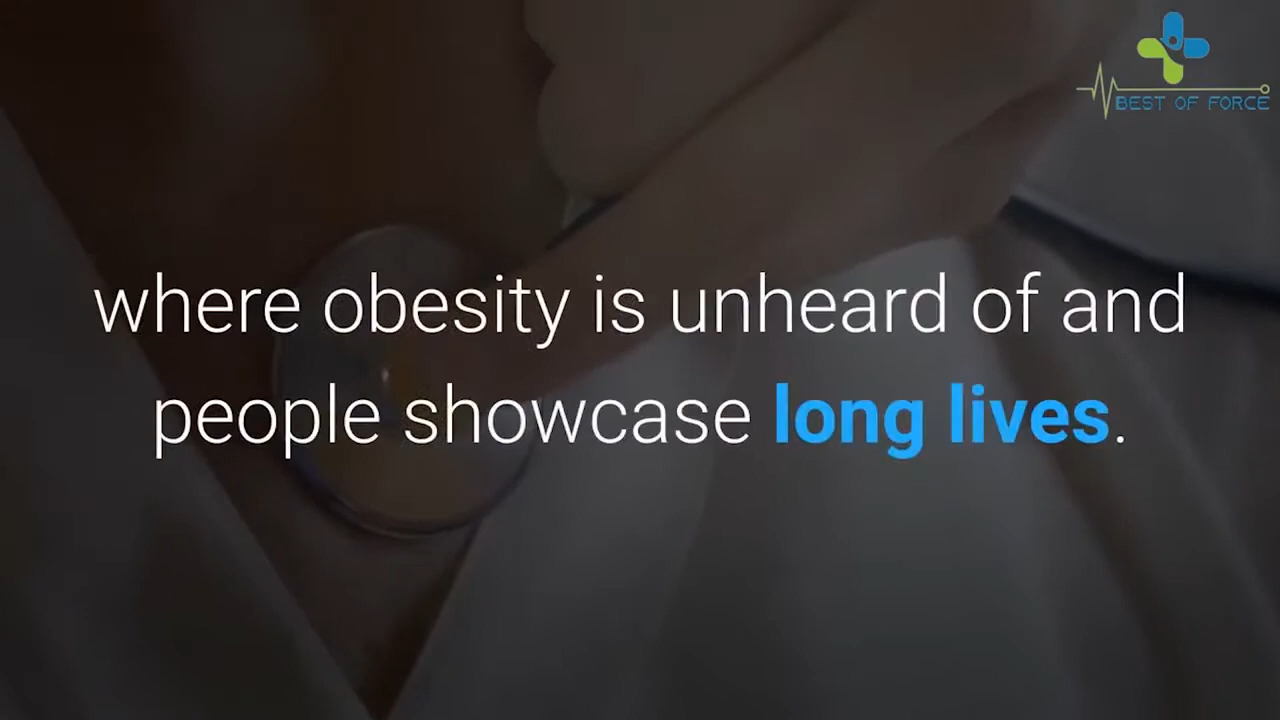 BEST OF FORCE
where obesity is unheard of and
people showcase long lives.